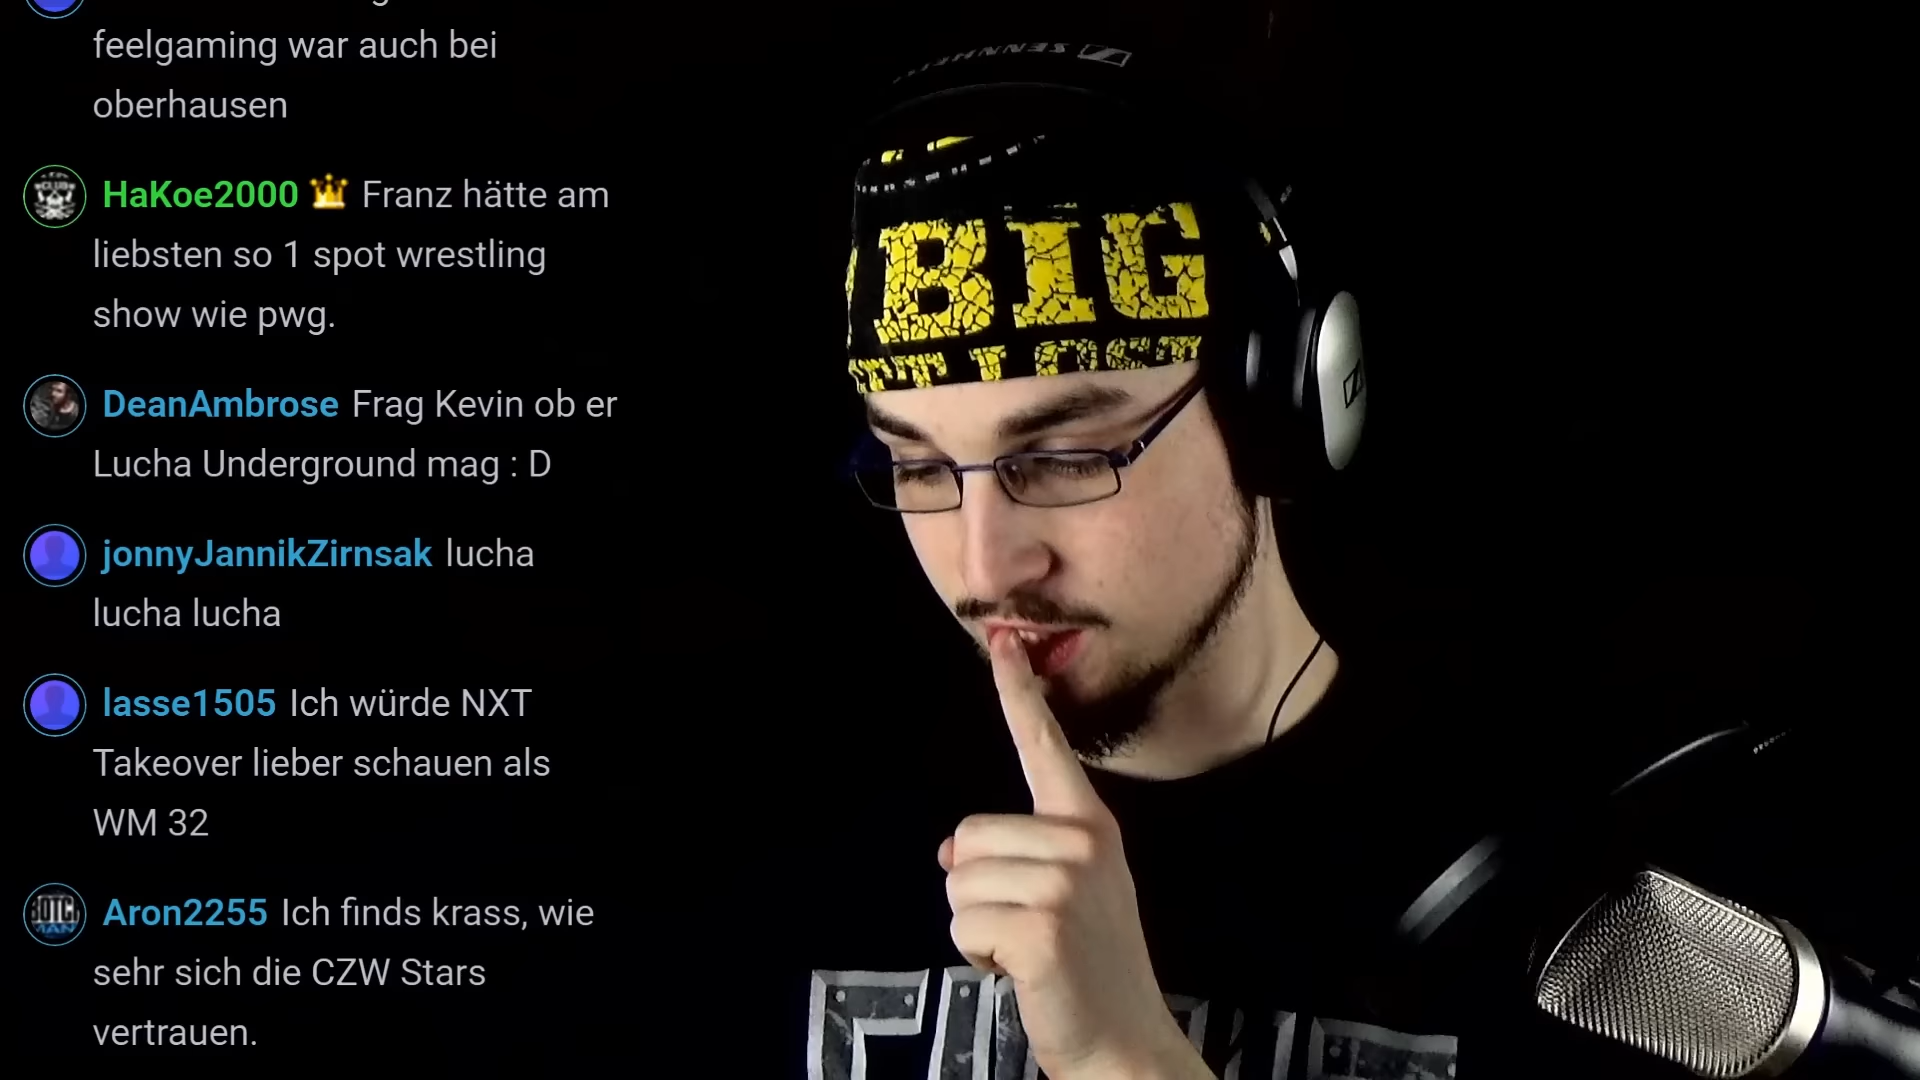 feelgaming war auch bei
oberhausen
HaKoe2000 Franz hätte am
liebsten so 1 spot wrestling
show wie pwg.
DeanAmbrose Frag Kevin ob er
Lucha Underground mag : D
jonnyJannikZirnsak lucha
lucha lucha
lasse1505 Ich würde NXT
Takeover lieber schauen als
WM 32
Aron2255 Ich finds krass, wie
sehr sich die CZW Stars
vertrauen.
SENNHEISER
BIG